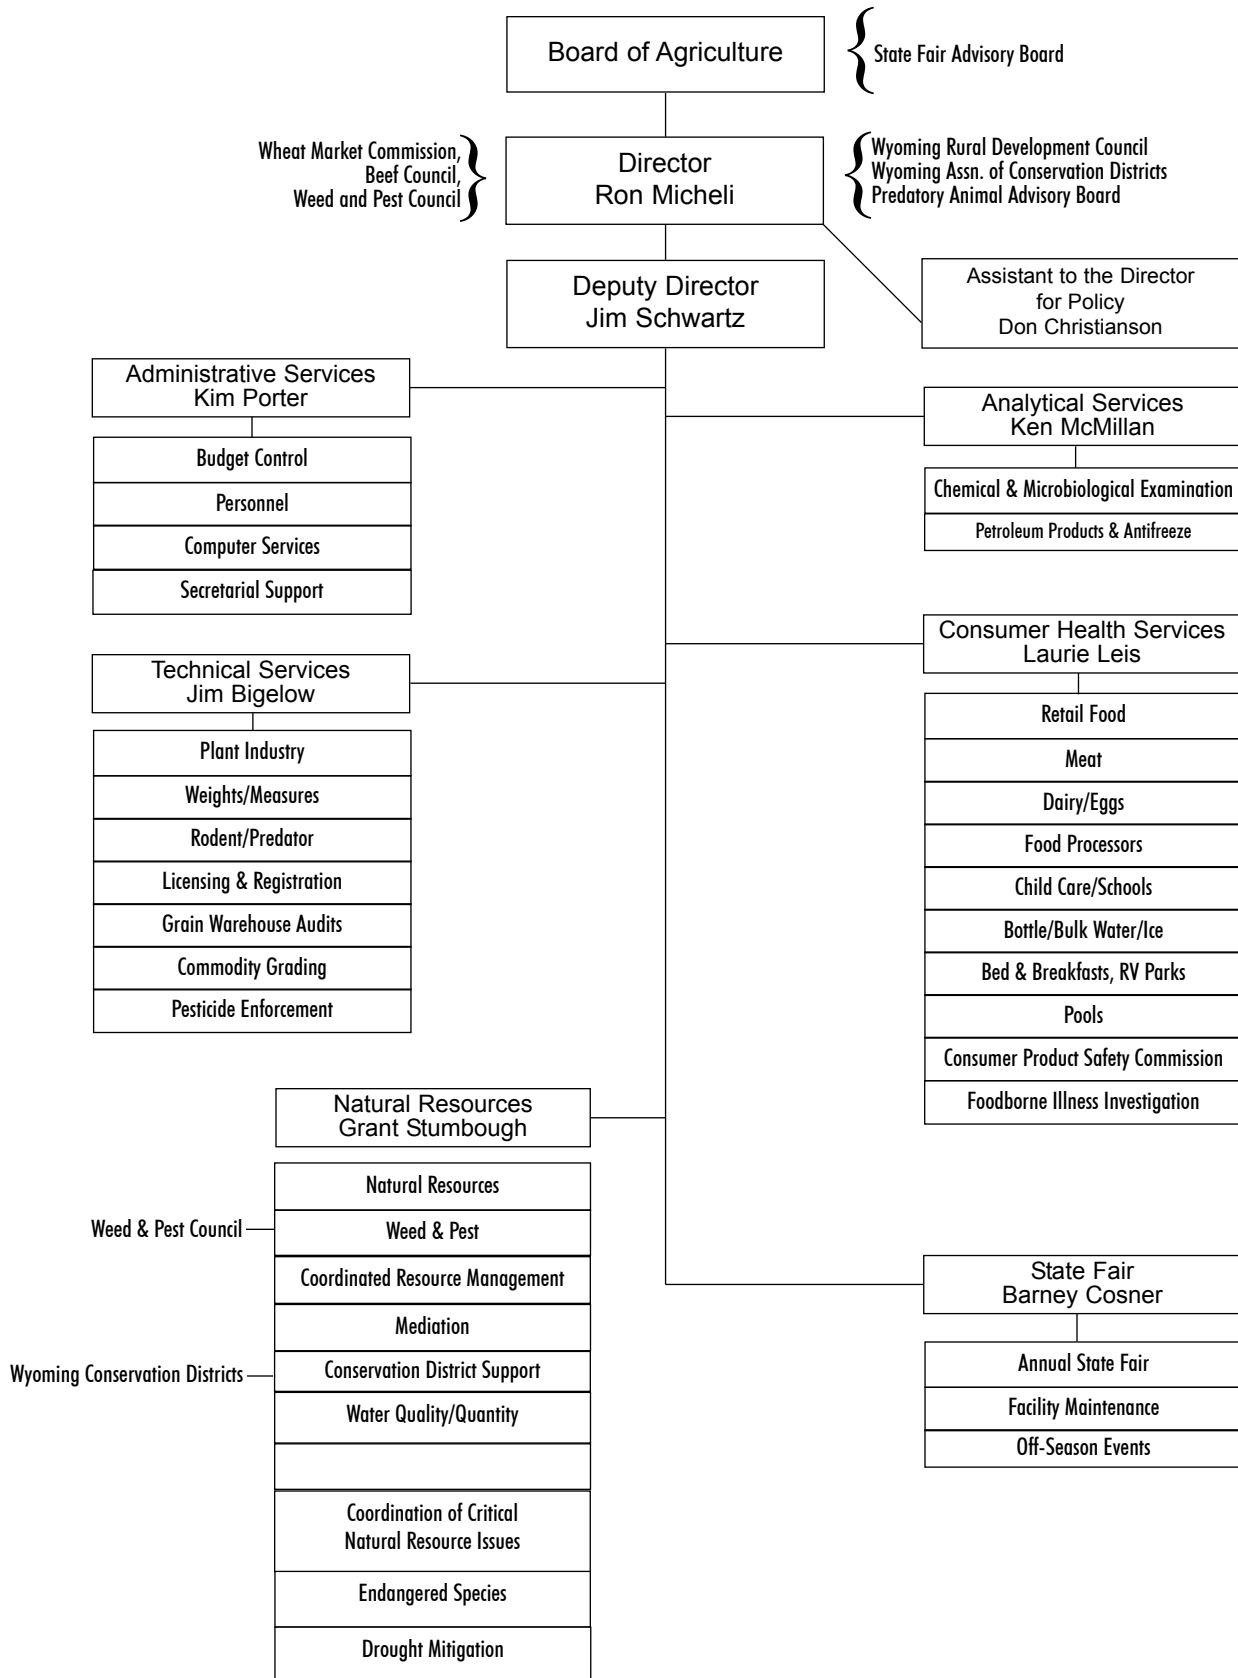 Board of Agriculture
State Fair Advisory Board
Wheat Market Commission,
Beef Council,
Weed and Pest Council
Director
Ron Micheli
Wyoming Rural Development Council
Wyoming Assn. of Conservation Districts
Predatory Animal Advisory Board
Deputy Director
Jim Schwartz
Assistant to the Director
for Policy
Don Christianson
Administrative Services
Kim Porter
Budget Control
Personnel
Computer Services
Secretarial Support
Analytical Services
Ken McMillan
Chemical & Microbiological Examination
Petroleum Products & Antifreeze
Technical Services
Jim Bigelow
Plant Industry
Weights/Measures
Rodent/Predator
Licensing & Registration
Grain Warehouse Audits
Commodity Grading
Pesticide Enforcement
Consumer Health Services
Laurie Leis
Retail Food
Meat
Dairy/Eggs
Food Processors
Child Care/Schools
Bottle/Bulk Water/Ice
Bed & Breakfasts, RV Parks
Pools
Consumer Product Safety Commission
Foodborne Illness Investigation
Natural Resources
Grant Stumbough
Natural Resources
Weed & Pest Council
Weed & Pest
Coordinated Resource Management
Mediation
Wyoming Conservation Districts
Conservation District Support
Water Quality/Quantity
Coordination of Critical
Natural Resource Issues
Endangered Species
Drought Mitigation
State Fair
Barney Cosner
Annual State Fair
Facility Maintenance
Off-Season Events